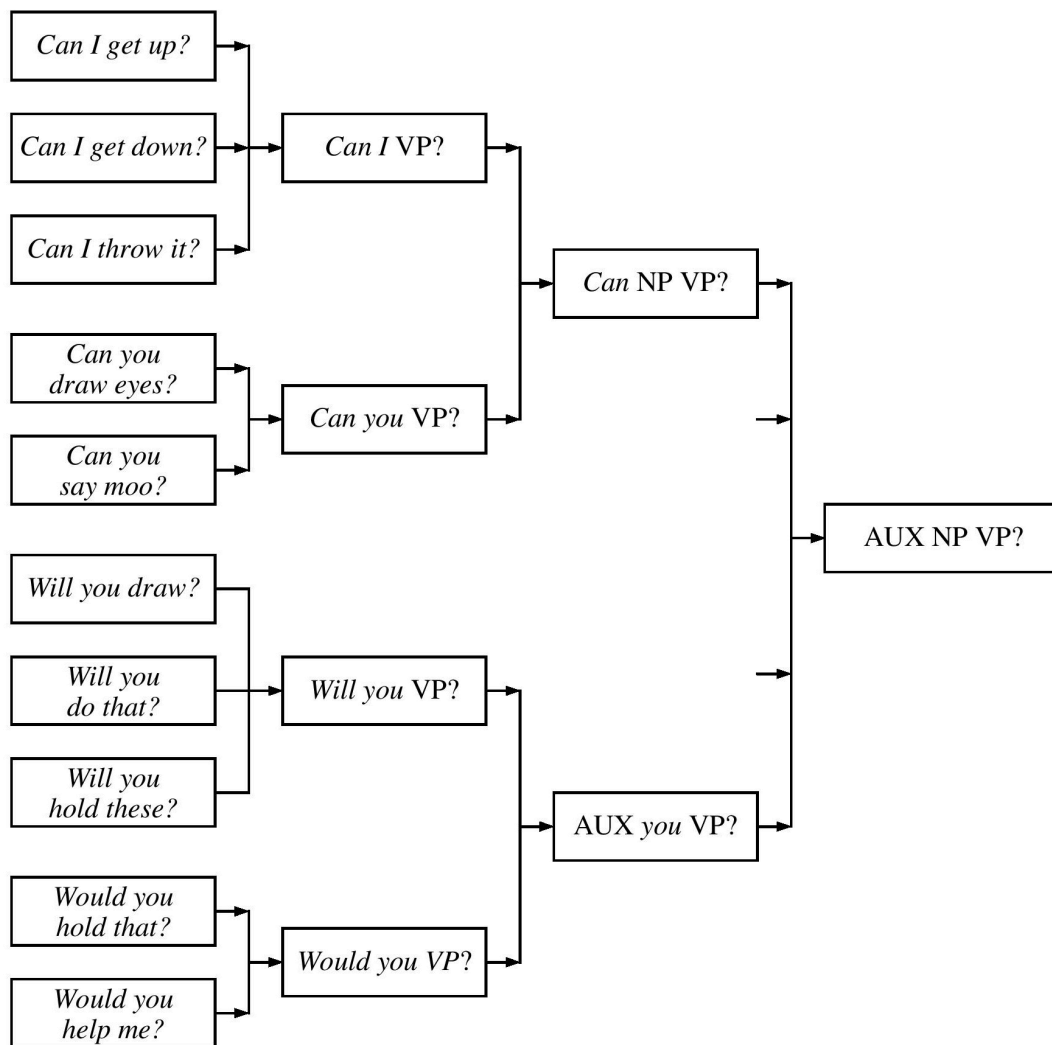 Can I get up?
Can I get down?
Can I VP?
Can I throw it?
Can NP VP?
Can you
draw eyes?
Can you VP?
Can you
say moo?
AUX NP VP?
Will you draw?
Will you
do that?
Will you VP?
Will you
hold these?
AUX you VP?
Would you
hold that?
Would you VP?
Would you
help me?